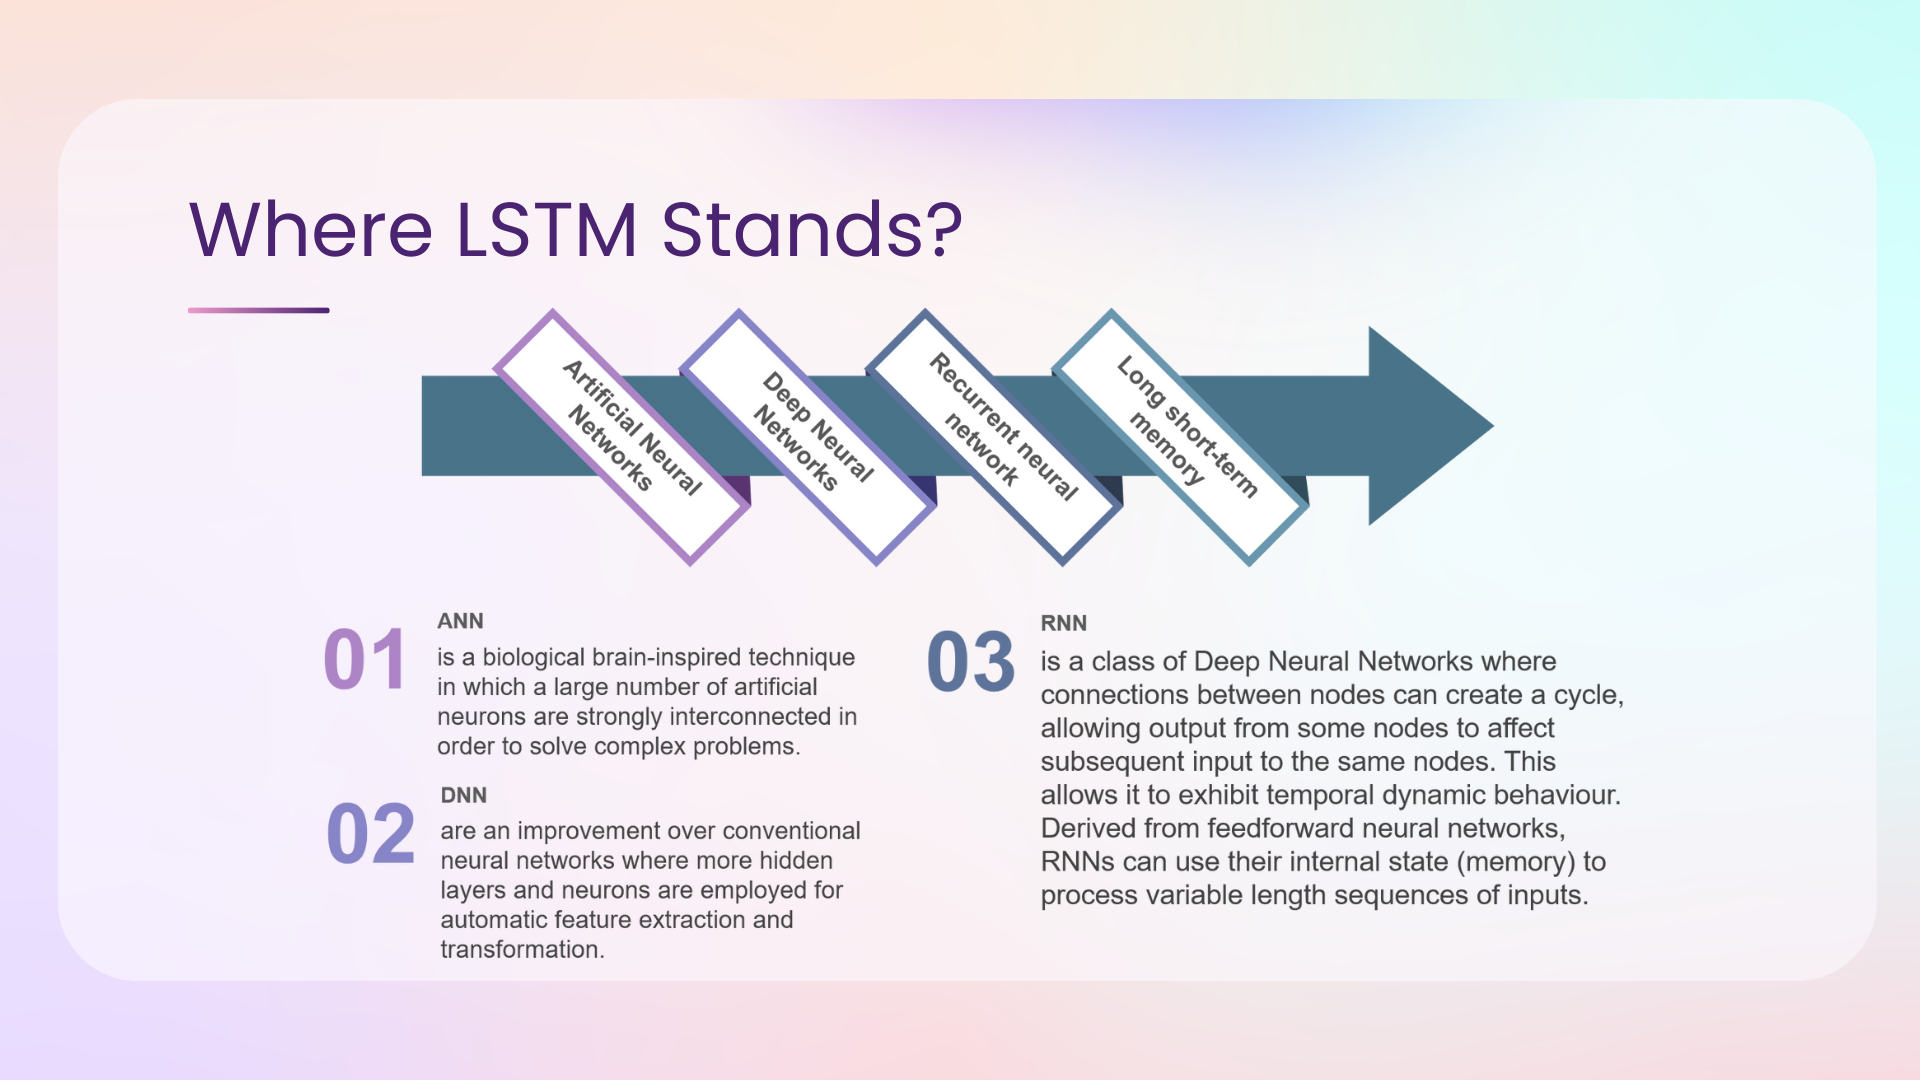 Where LSTM Stands?
Artificial Neural
Networks
Deep Neural
Networks
Recurrent neural
network
Long short-term
memory
01
ANN
is a biological brain-inspired technique
in which a large number of artificial
neurons are strongly interconnected in
order to solve complex problems.
02
DNN
are an improvement over conventional
neural networks where more hidden
layers and neurons are employed for
automatic feature extraction and
transformation.
03
RNN
is a class of Deep Neural Networks where
connections between nodes can create a cycle,
allowing output from some nodes to affect
subsequent input to the same nodes. This
allows it to exhibit temporal dynamic behaviour.
Derived from feedforward neural networks,
RNNs can use their internal state (memory) to
process variable length sequences of inputs.